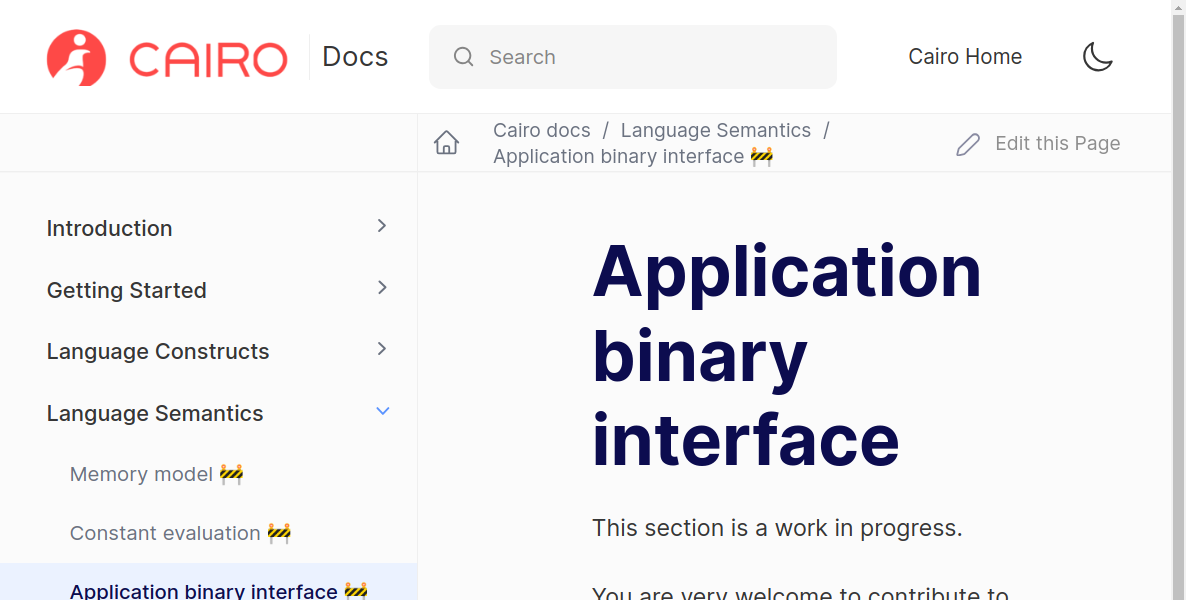 CAIRO Docs
Search
Cairo Home
Cairo docs / Language Semantics /
Application binary interface 🚧
Edit this Page
Introduction
Getting Started
Language Constructs
Language Semantics
Memory model 🚧
Constant evaluation 🚧
Application binary interface 🚧
Application
binary
interface
This section is a work in progress.
You are very welcome to contribute to